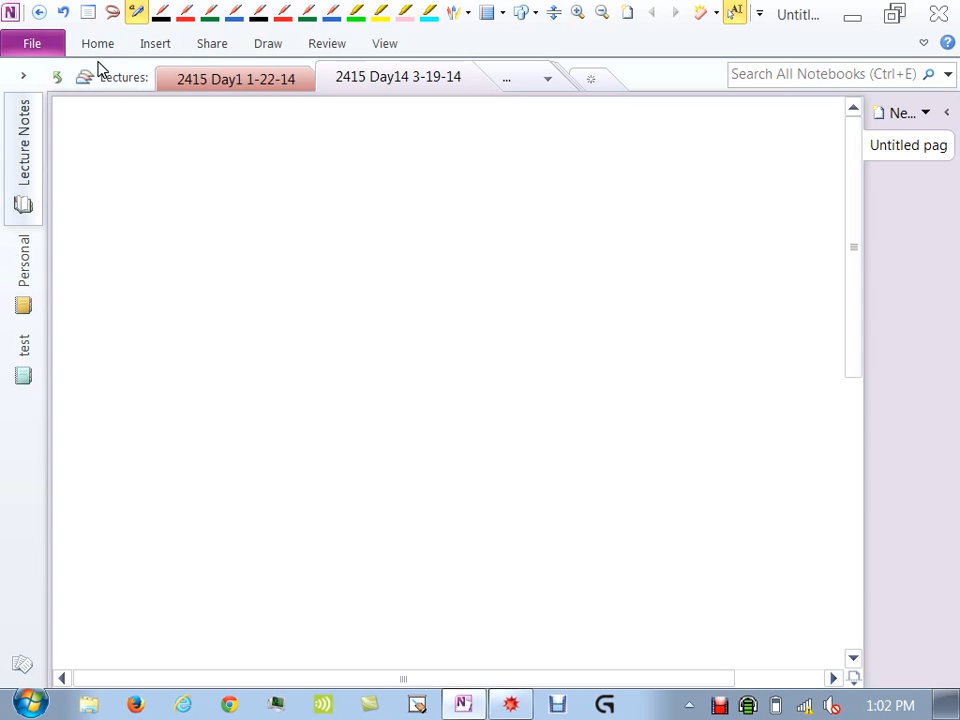 Untitl...
File
Home
Insert
Share
Draw
Review
View
Lectures:
2415 Day1 1-22-14
2415 Day14 3-19-14
...
Search All Notebooks (Ctrl+E)
Ne...
Untitled pag
Lecture Notes
Personal
test
1:02 PM